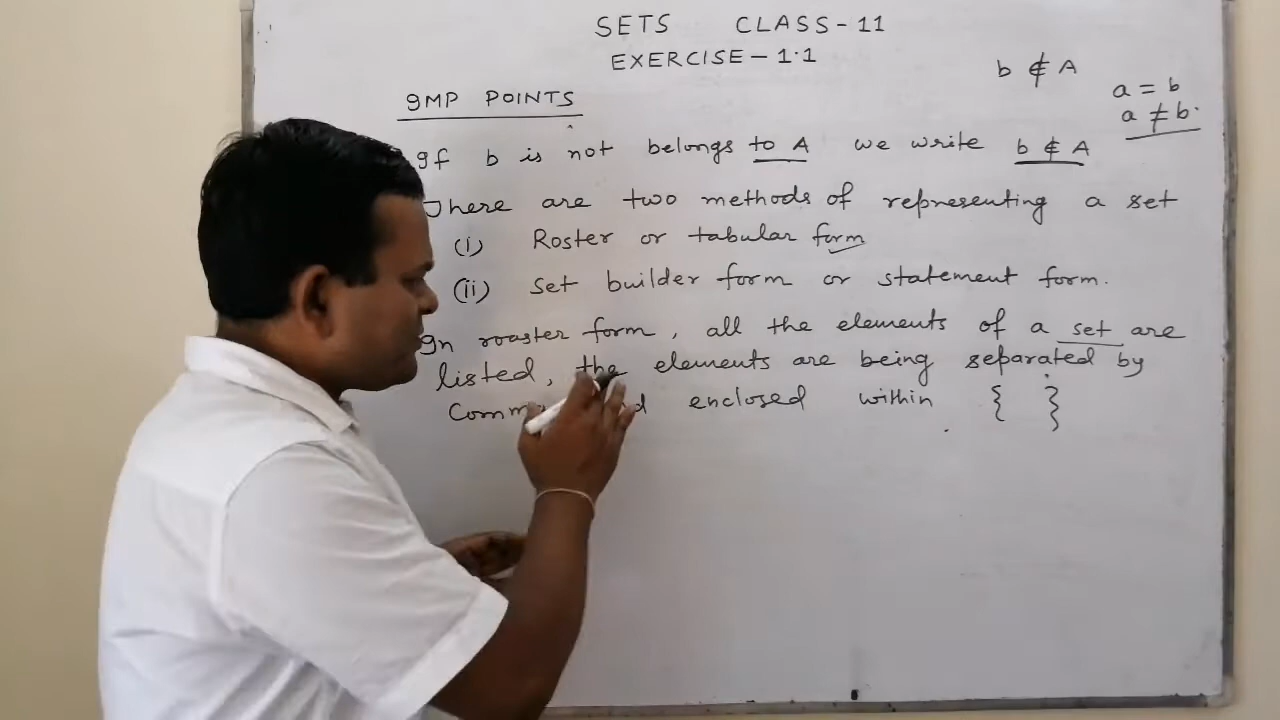 SETS CLASS-11
EXERCISE-1.1
b ∉ A
a = b
a ≠ b.
IMP POINTS
If b is not belongs to A we write b ∉ A
There are two methods of representing a set
(i) Roster or tabular form
(ii) Set builder form or statement form.
In roaster form, all the elements of a set are
listed, the elements are being separated by
enclosed within { }